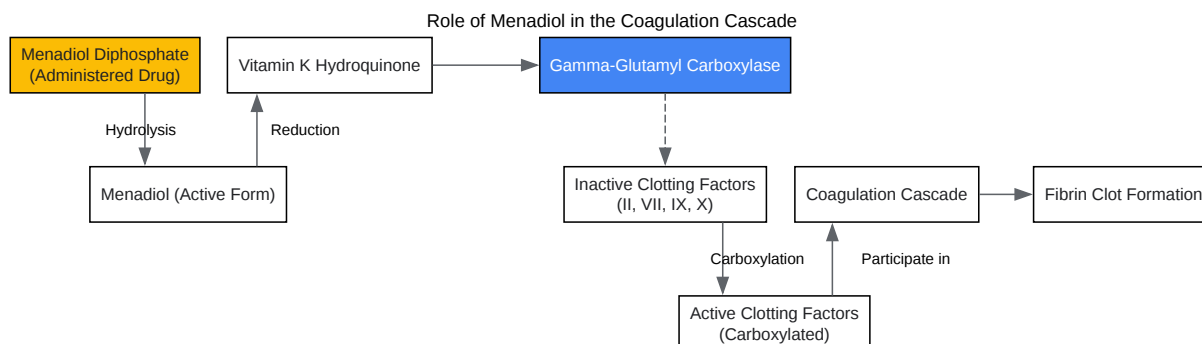 Role of Menadiol in the Coagulation Cascade
Menadiol Diphosphate
(Administered Drug)
Vitamin K Hydroquinone
Gamma-Glutamyl Carboxylase
Hydrolysis
Reduction
Menadiol (Active Form)
Inactive Clotting Factors
(II, VII, IX, X)
Coagulation Cascade
Fibrin Clot Formation
Carboxylation
Participate in
Active Clotting Factors
(Carboxylated)